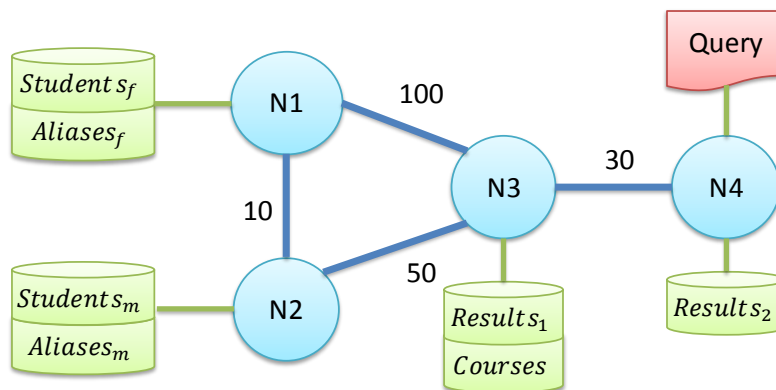 Query
Students_f
Aliases_f
N1
100
N3
30
N4
10
50
Students_m
Aliases_m
N2
Results_1
Courses
Results_2